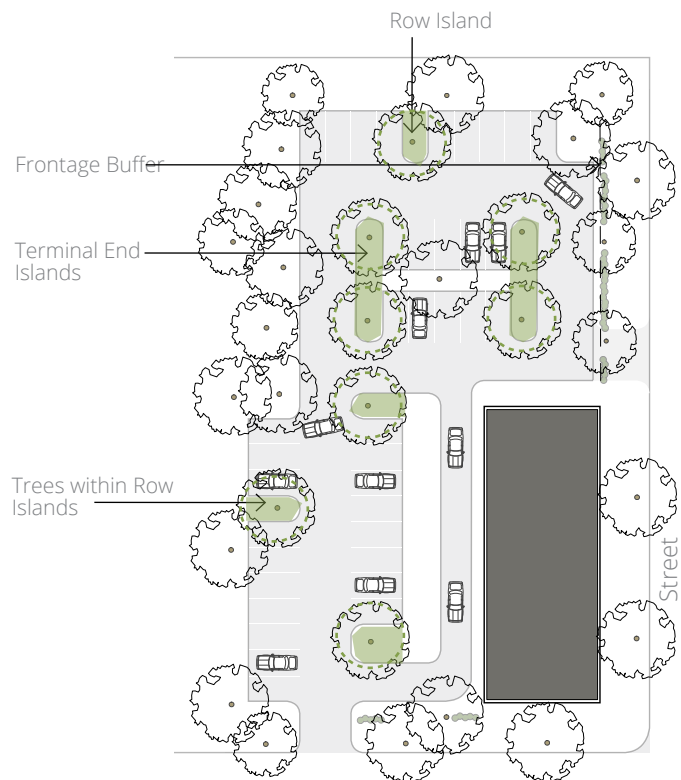 Row Island
Frontage Buffer
Terminal End
Islands
Trees within Row
Islands
Street